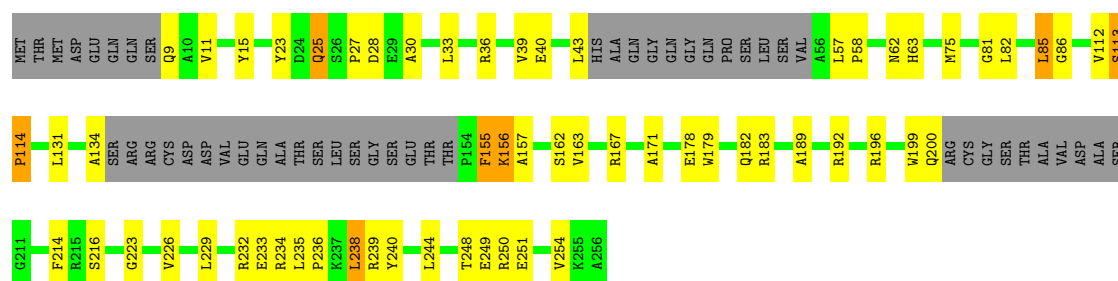 MET THR MET ASP GLU GLN GLN SER Q9 A10 V11 Y15 Y23 D24 Q25 S26 P27 D28 E29 A30 L33 R36 V39 E40 L43 HIS ALA GLN GLY GLN GLY GLN PRO SER LEU SER VAL A56 L57 P58 N62 H63 M75 G81 L82 L85 G86 V112 S113
P114 L131 A134 SER ARG ARG CYS ASP ASP VAL GLU GLN ALA THR SER LEU SER GLY SER GLU THR THR P154 F155 K156 A157 S162 V163 R167 A171 E178 W179 Q182 R183 A189 R192 R196 W199 Q200 ARG CYS GLY SER THR ALA VAL ASP ALA SER
G211 F214 R215 S216 G223 V226 L229 R232 E233 R234 L235 P236 K237 L238 R239 Y240 L244 T248 E249 R250 E251 V254 K255 A256